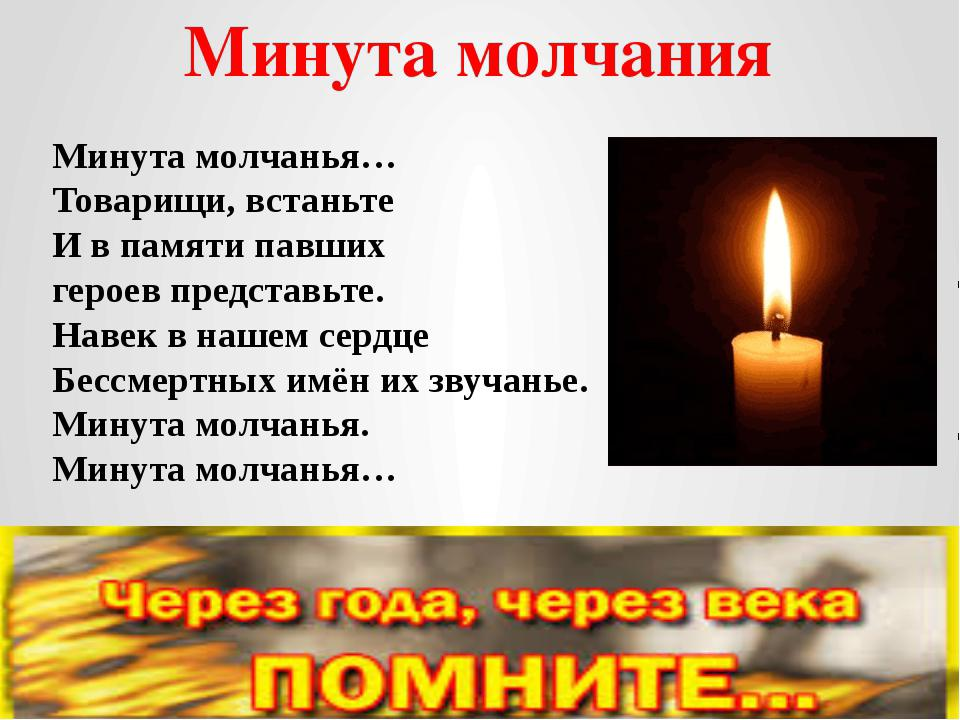 Минута молчания
Минута молчанья…
Товарищи, встаньте
И в памяти павших
героев представьте.
Навек в нашем сердце
Бессмертных имён их звучанье.
Минута молчанья.
Минута молчанья…
Через года, через века
ПОМНИТЕ...